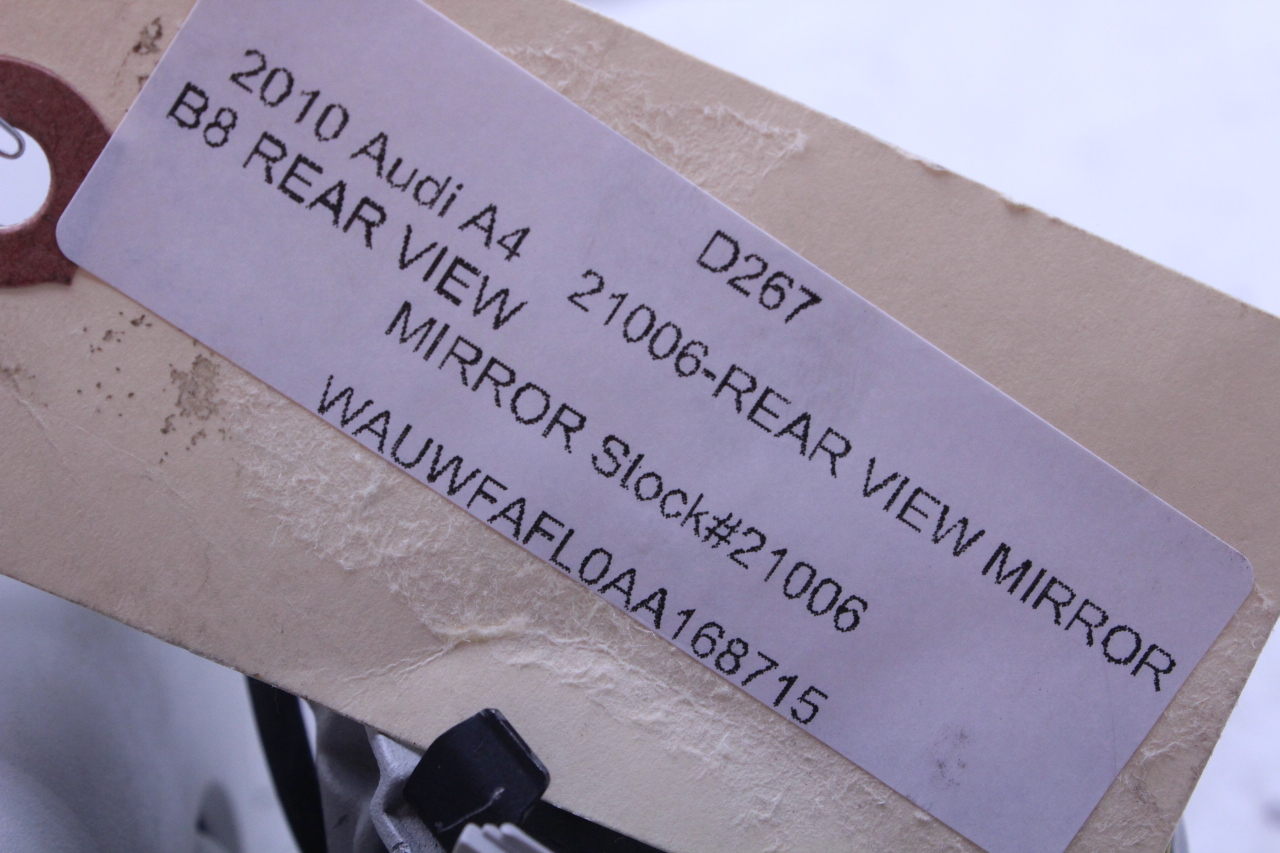 D267
2010 Audi A4 21006-REAR VIEW MIRROR
B8 REAR VIEW
MIRROR Stock#21006
WAUWFAFL0AA168715